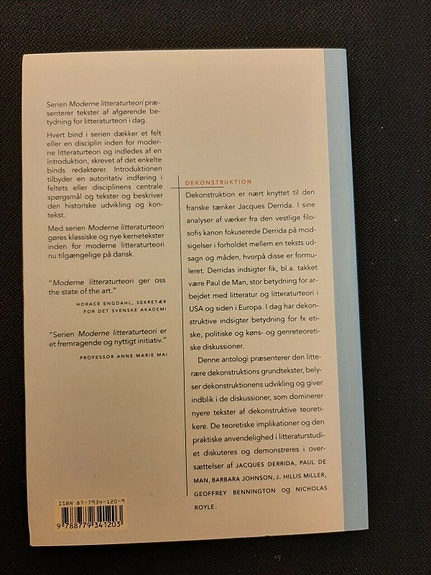 Serien Moderne litteraturteori præ-
senterer tekster af afgørende be-
tydning for litteraturteori i dag.
Hvert bind i serien dækker et felt
eller en disciplin inden for moder-
ne litteraturteori og indledes af en
introduktion, skrevet af det enkelte
binds redaktører. Introduktionen
tilbyder en autoritativ indføring i
feltets eller disciplinens centrale
spørgsmål og tekster og beskriver
den historiske udvikling og kon-
tekst.
Med serien Moderne litteraturteori
gøres klassiske og nye kernetekster
inden for moderne litteraturteori
nu tilgængelige på dansk.
"Moderne litteraturteori ger oss
the state of the art."
HORACE ENGDAHL, SEKRETÆR
FOR DET SVENSKE AKADEMI
"Serien Moderne litteraturteori er
et fremragende og nyttigt initiativ."
PROFESSOR ANNE MARIE MAI
DEKONSTRUKTION
Dekonstruktion er nært knyttet til den
franske tænker Jacques Derrida. I sine
analyser af værker fra den vestlige filo-
sofis kanon fokuserede Derrida på mod-
sigelser i forholdet mellem en teksts ud-
sagn og måden, hvorpå disse er formu-
leret. Derridas indsigter fik, bl.a. takket
være Paul de Man, stor betydning for ar-
bejdet med litteratur og litteraturteori i
USA og siden i Europa. I dag har dekon-
struktive indsigter betydning for fx eti-
ske, politiske og køns- og genreteoreti-
ske diskussioner.
Denne antologi præsenterer den litte-
rære dekonstruktions grundtekster, bely-
ser dekonstruktionens udvikling og giver
indblik i de diskussioner, som dominerer
nyere tekster af dekonstruktive teoreti-
kere. De teoretiske implikationer og den
praktiske anvendelighed i litteraturstudi-
et diskuteres og demonstreres i over-
sættelser af JACQUES DERRIDA, PAUL DE
MAN, BARBARA JOHNSON, J. HILLIS MILLER,
GEOFFREY BENNINGTON og NICHOLAS
ROYLE.
ISBN 87-7934-120-9
9 788779 341203